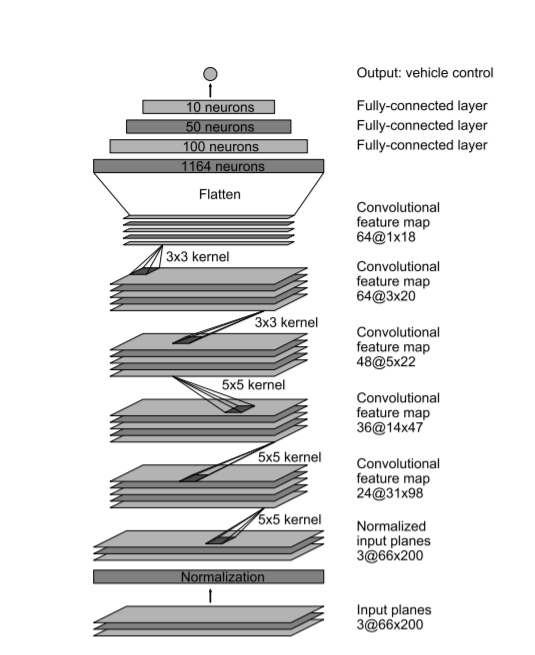 Output: vehicle control
10 neurons
Fully-connected layer
50 neurons
Fully-connected layer
100 neurons
Fully-connected layer
1164 neurons
Flatten
Convolutional
feature map
64@1x18
3x3 kernel
Convolutional
feature map
64@3x20
3x3 kernel
Convolutional
feature map
48@5x22
5x5 kernel
Convolutional
feature map
36@14x47
5x5 kernel
Convolutional
feature map
24@31x98
5x5 kernel
Normalized
input planes
3@66x200
Normalization
Input planes
3@66x200